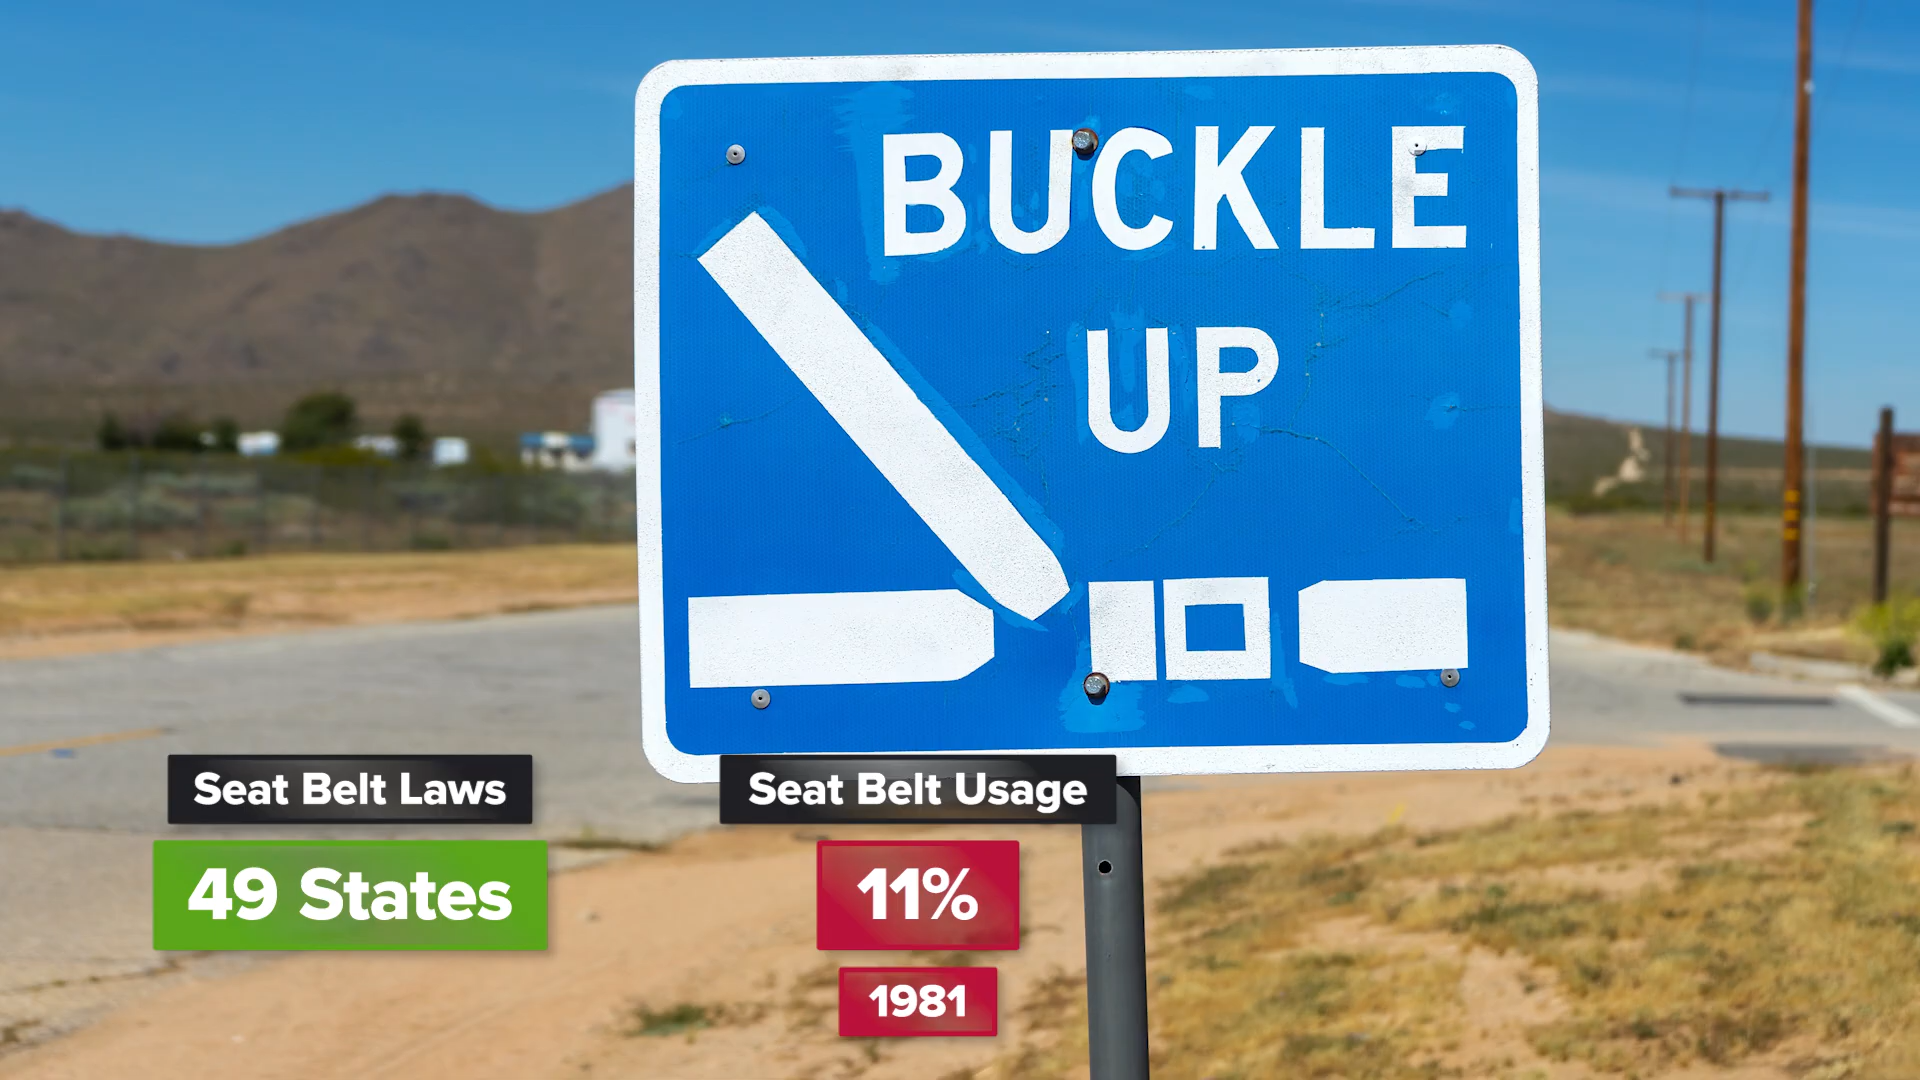 BUCKLE
UP
Seat Belt Laws
49 States
Seat Belt Usage
11%
1981